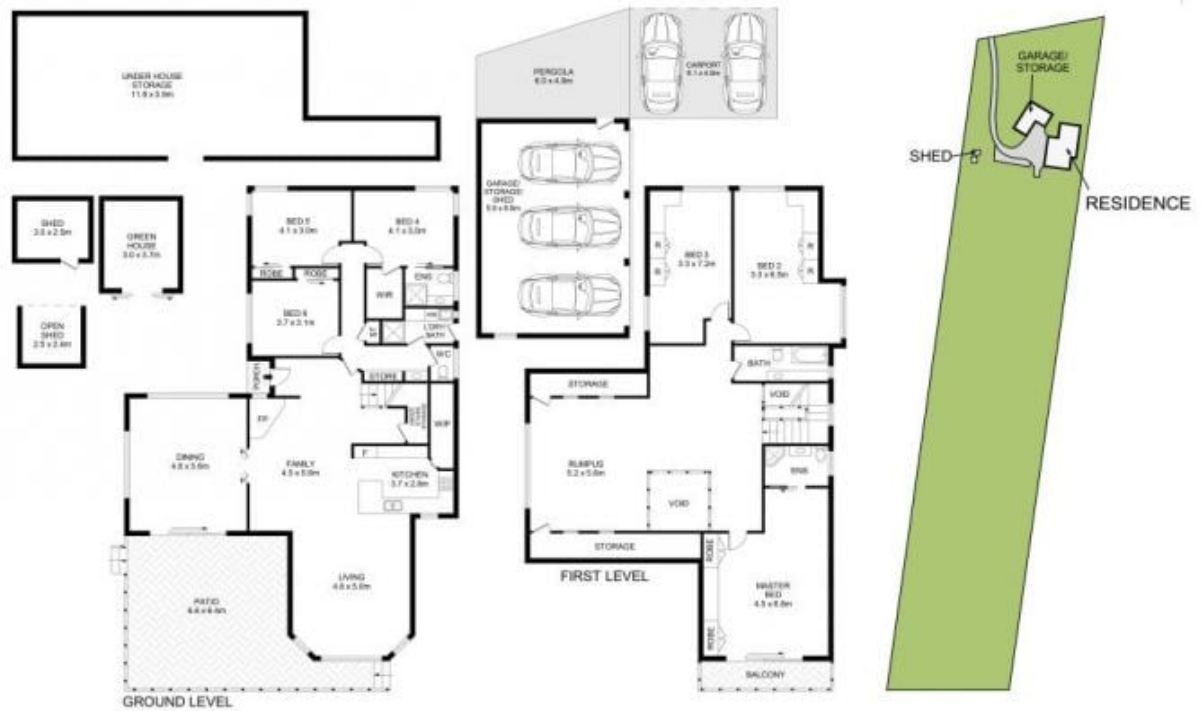 UNDER HOUSE
STORAGE
11.8 x 3.9m
PERGOLA
6.0 x 4.9m
CARPORT
6.1 x 4.9m
GARAGE/
STORAGE
SHED
RESIDENCE
SHED
3.0 x 2.5m
GREEN
HOUSE
3.0 x 3.7m
OPEN
SHED
2.5 x 2.4m
GARAGE/
STORAGE/
SHED
BED 5
4.1 x 3.0m
BED 4
4.1 x 3.0m
ROBE
ROBE
WIR
ENS
BED 6
3.7 x 3.1m
ST
L'DRY/
BATH
WC
STORE
PORCH
DINING
4.8 x 5.6m
FAMILY
4.5 x 5.8m
WIP
F
KITCHEN
3.7 x 2.8m
LIVING
4.8 x 5.8m
PATIO
6.6 x 6.6m
GROUND LEVEL
BED 3
3.3 x 7.2m
R
R
BED 2
3.3 x 6.5m
R
R
BATH
STORAGE
VOID
RUMPUS
5.2 x 5.6m
ENS
VOID
STORAGE
ROBE
MASTER
BED
4.5 x 6.8m
ROBE
BALCONY
FIRST LEVEL